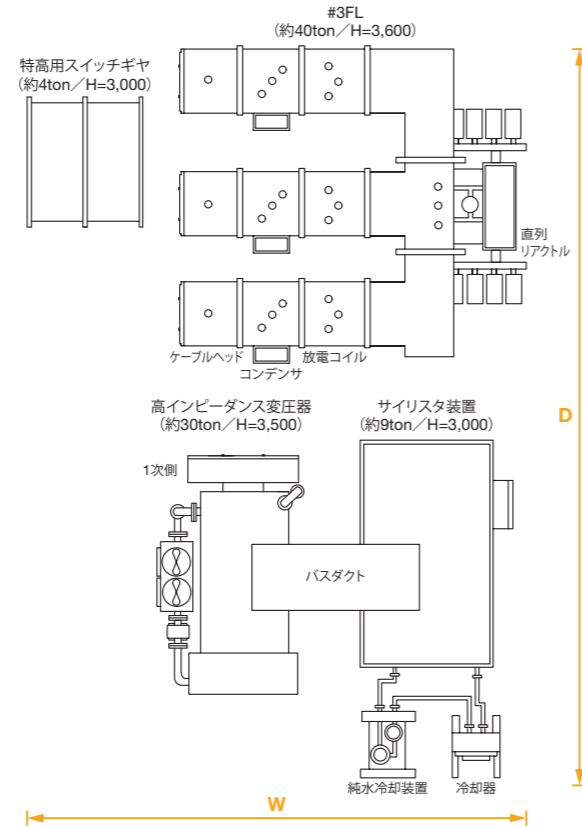 #3FL
(約40ton/H=3,600)
特高用スイッチギヤ
(約4ton/H=3,000)
直列
リアクトル
ケーブルヘッド
放電コイル
コンデンサ
高インピーダンス変圧器
(約30ton/H=3,500)
サイリスタ装置
(約9ton/H=3,000)
D
1次側
バスダクト
純水冷却装置
冷却器
W